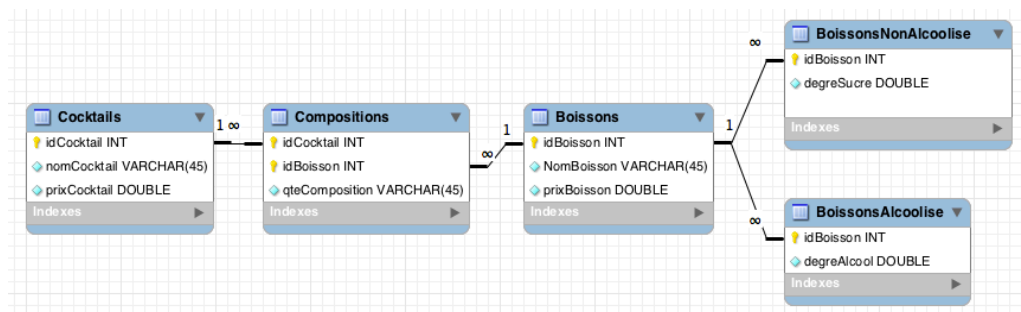 Cocktails
idCocktail INT
nomCocktail VARCHAR(45)
prixCocktail DOUBLE
Indexes
1 ∞
Compositions
idCocktail INT
idBoisson INT
qteComposition VARCHAR(45)
Indexes
∞
1
Boissons
idBoisson INT
NomBoisson VARCHAR(45)
prixBoisson DOUBLE
Indexes
1
∞
BoissonsNonAlcoolise
idBoisson INT
degreSucre DOUBLE
Indexes
∞
BoissonsAlcoolise
idBoisson INT
degreAlcool DOUBLE
Indexes